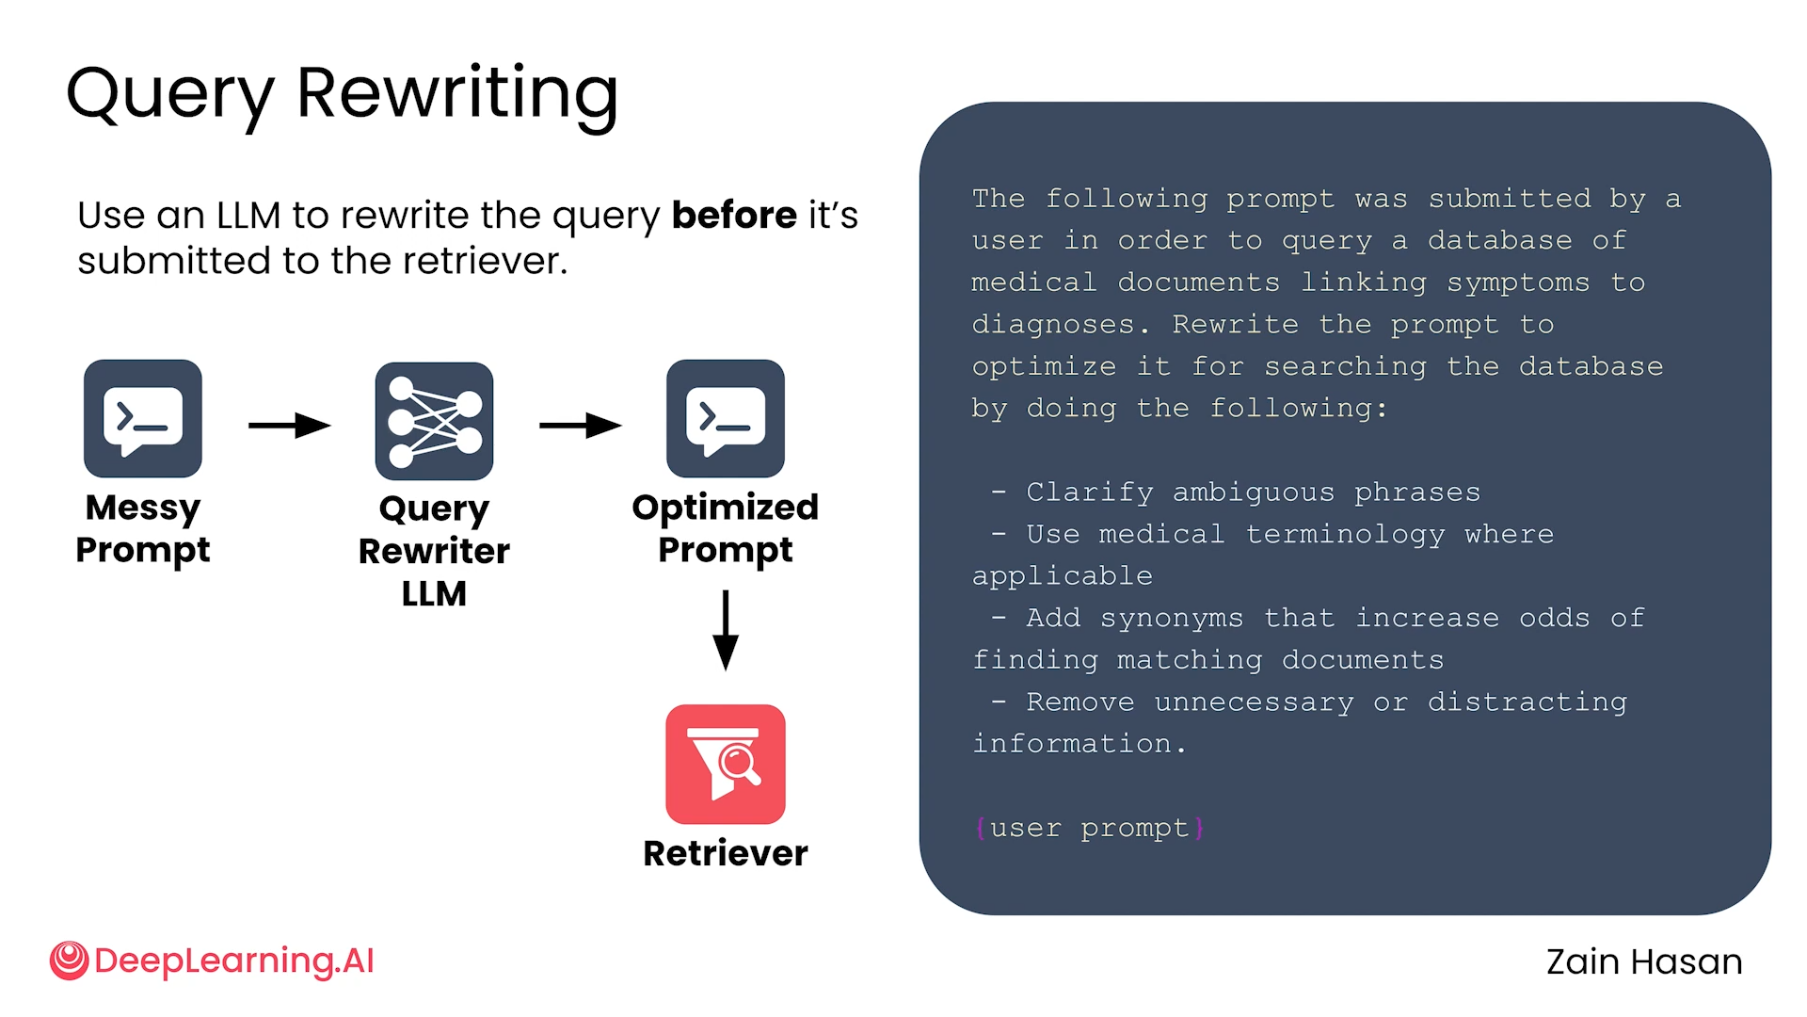 Query Rewriting
Use an LLM to rewrite the query before it's
submitted to the retriever.
Messy
Prompt
Query
Rewriter
LLM
Optimized
Prompt
Retriever
The following prompt was submitted by a
user in order to query a database of
medical documents linking symptoms to
diagnoses. Rewrite the prompt to
optimize it for searching the database
by doing the following:
- Clarify ambiguous phrases
- Use medical terminology where
applicable
- Add synonyms that increase odds of
finding matching documents
- Remove unnecessary or distracting
information.
{user prompt}
DeepLearning.AI
Zain Hasan